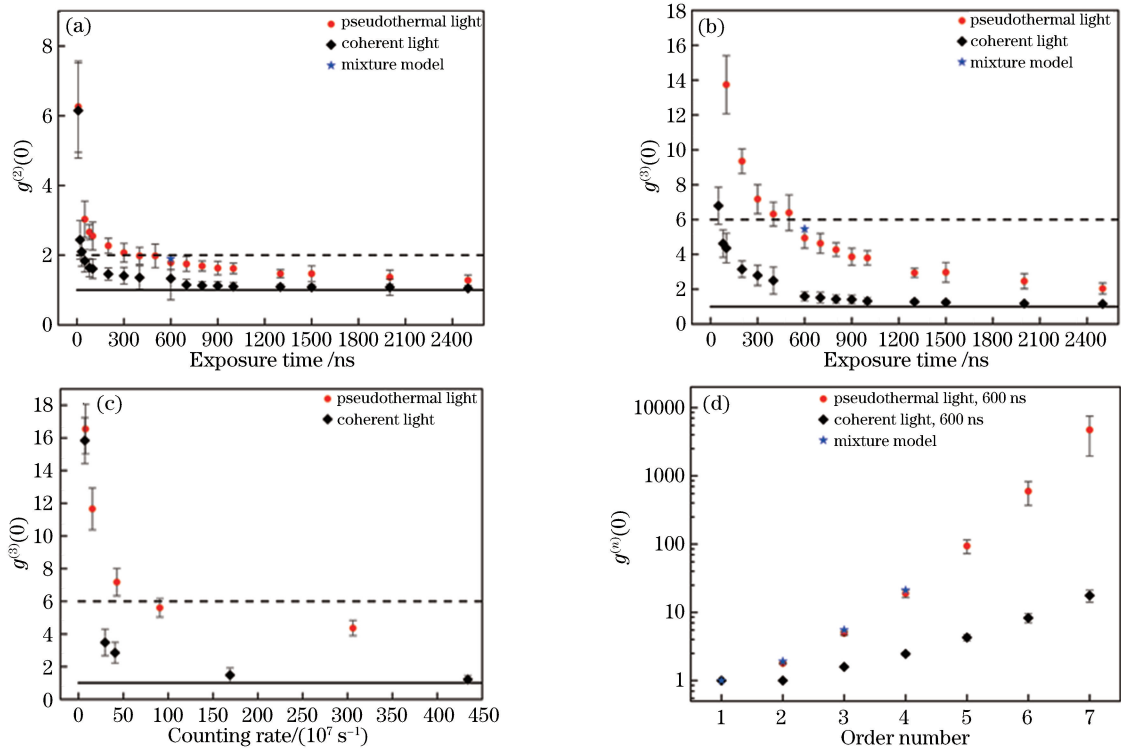 (a)
pseudothermal light
coherent light
mixture model
8
6
4
2
0
g(2)(0)
0 300 600 900 1200 1500 1800 2100 2400
Exposure time /ns
(b)
pseudothermal light
coherent light
mixture model
18
16
14
12
10
8
6
4
2
0
g(3)(0)
0 300 600 900 1200 1500 1800 2100 2400
Exposure time /ns
(c)
pseudothermal light
coherent light
18
16
14
12
10
8
6
4
2
0
g(3)(0)
0 50 100 150 200 250 300 350 400 450
Counting rate/(10⁷ s⁻¹)
(d)
pseudothermal light, 600 ns
coherent light, 600 ns
mixture model
10000
1000
100
10
1
g(n)(0)
1 2 3 4 5 6 7
Order number